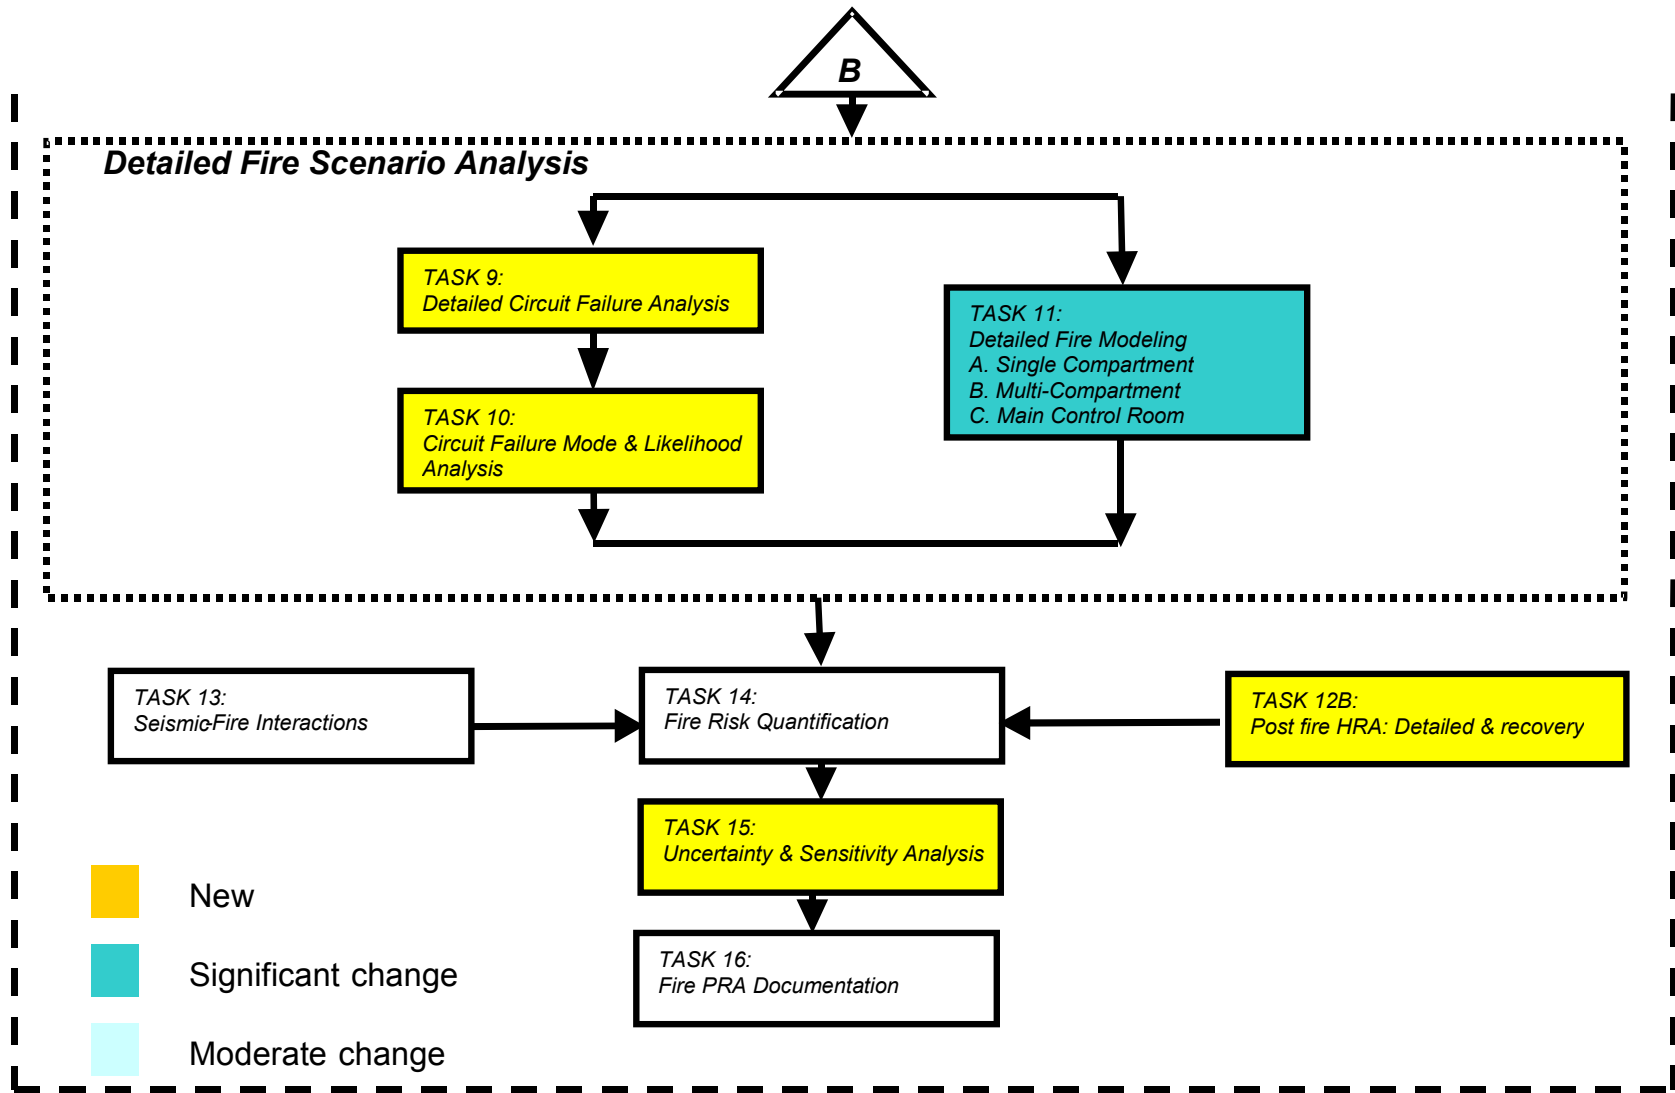 B
Detailed Fire Scenario Analysis
TASK 9:
Detailed Circuit Failure Analysis
TASK 10:
Circuit Failure Mode & Likelihood
Analysis
TASK 11:
Detailed Fire Modeling
A. Single Compartment
B. Multi-Compartment
C. Main Control Room
TASK 13:
Seismic-Fire Interactions
TASK 14:
Fire Risk Quantification
TASK 12B:
Post fire HRA: Detailed & recovery
TASK 15:
Uncertainty & Sensitivity Analysis
TASK 16:
Fire PRA Documentation
New
Significant change
Moderate change